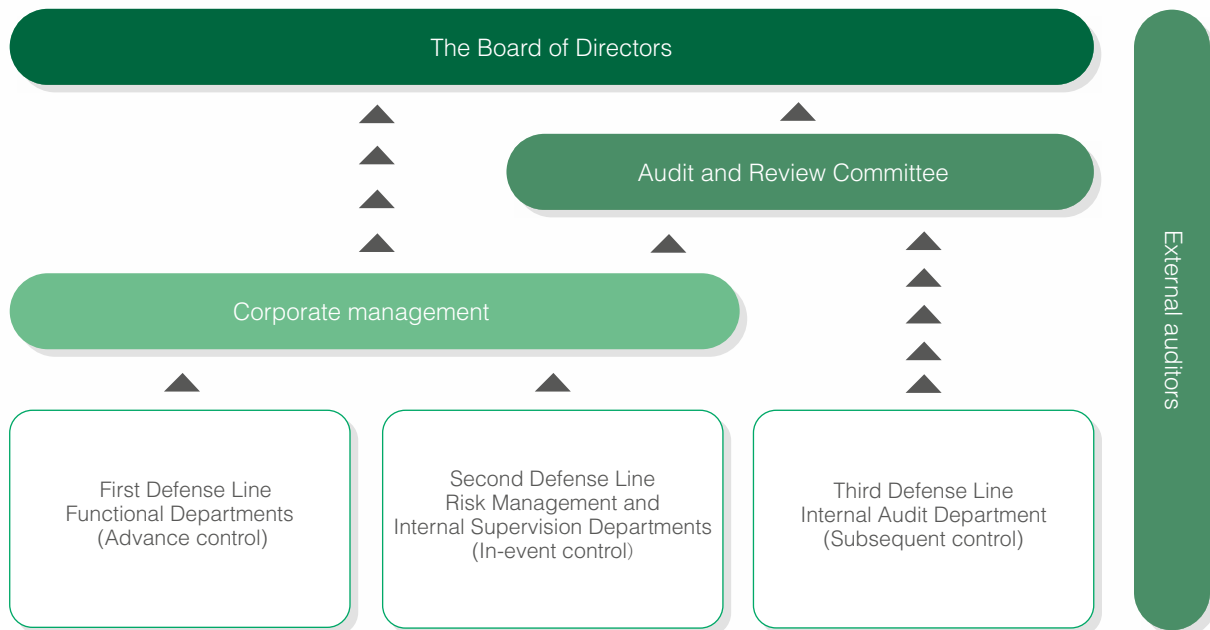 The Board of Directors
Audit and Review Committee
Corporate management
First Defense Line
Functional Departments
(Advance control)
Second Defense Line
Risk Management and
Internal Supervision Departments
(In-event control)
Third Defense Line
Internal Audit Department
(Subsequent control)
External auditors